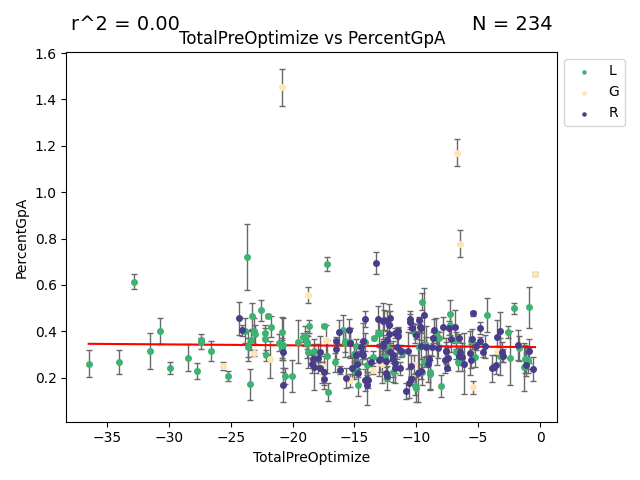 r^2 = 0.00
N = 234
TotalPreOptimize vs PercentGpA
1.6
1.4
1.2
1.0
0.8
0.6
0.4
0.2
PercentGpA
L
G
R
−35
−30
−25
−20
−15
−10
−5
0
TotalPreOptimize